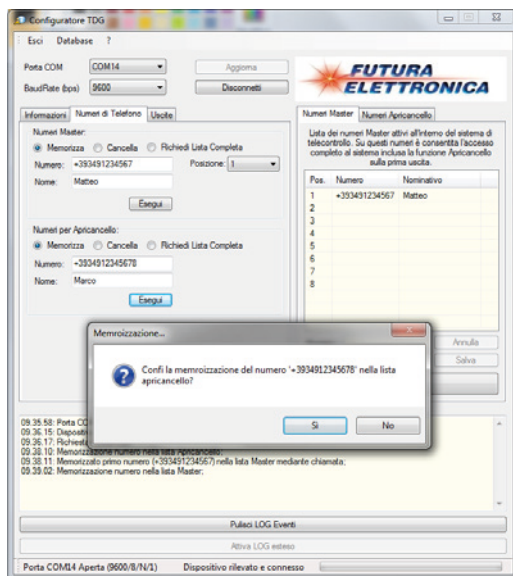 Configuratore TDG
Esci Database ?
Porta COM COM14 Aggiorna
BaudRate (bps) 9600 Disconnetti
FUTURA
ELETTRONICA
Informazioni Numeri di Telefono Uscite
Numeri Master:
Memorizza Cancella Richiedi Lista Completa
Numero: +393491234567 Posizione: 1
Nome: Matteo
Esegui
Numeri per Apricancello:
Memorizza Cancella Richiedi Lista Completa
Numero: +3934912345678
Nome: Marco
Esegui
Numeri Master Numeri Apricancello
Lista dei numeri Master attivi all'interno del sistema di
telecontrollo. Su questi numeri è consentita l'accesso
completo al sistema inclusa la funzione Apricancello
sulla prima uscita.
Pos. Numero Nominativo
1 +393491234567 Matteo
2
3
4
5
6
7
8
Annulla
Salva
Memroizzazione...
Confi la memroizzazione del numero '+3934912345678' nella lista
apricancello?
Sì No
09.35.58: Porta CO
09.36.15: Dispositi
09.36.17: Richiesta
09.38.10: Memorizzazione numero nella lista Apricancello;
09.38.11: Memorizzato primo numero (+393491234567) nella lista Master mediante chiamata;
09.39.02: Memorizzazione numero nella lista Master;
Pulisci LOG Eventi
Attiva LOG esteso
Porta COM14 Aperta (9600/8/N/1) Dispositivo rilevato e connesso